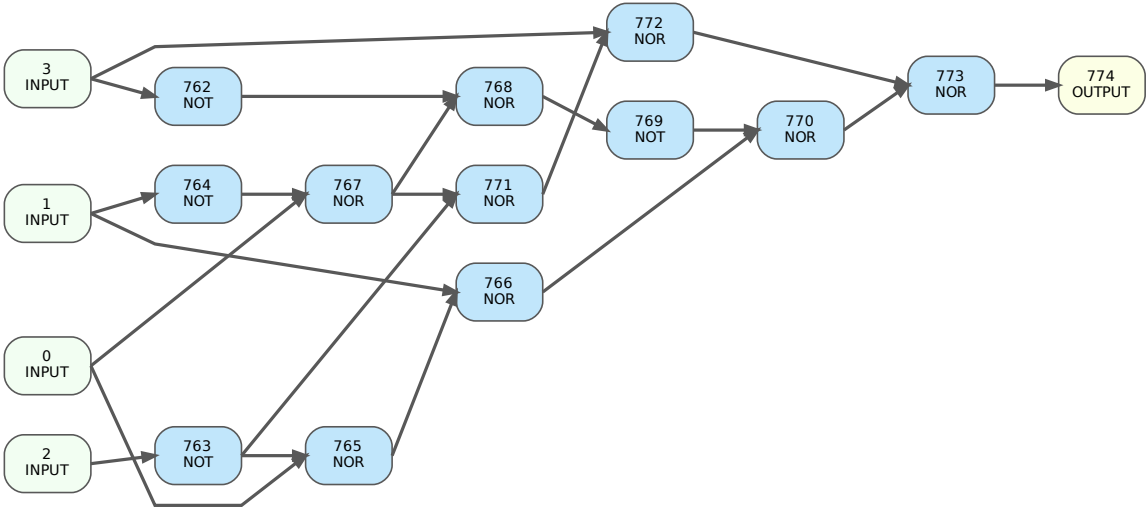 3
INPUT
762
NOT
768
NOR
772
NOR
769
NOT
770
NOR
773
NOR
774
OUTPUT
1
INPUT
764
NOT
767
NOR
771
NOR
766
NOR
0
INPUT
2
INPUT
763
NOT
765
NOR